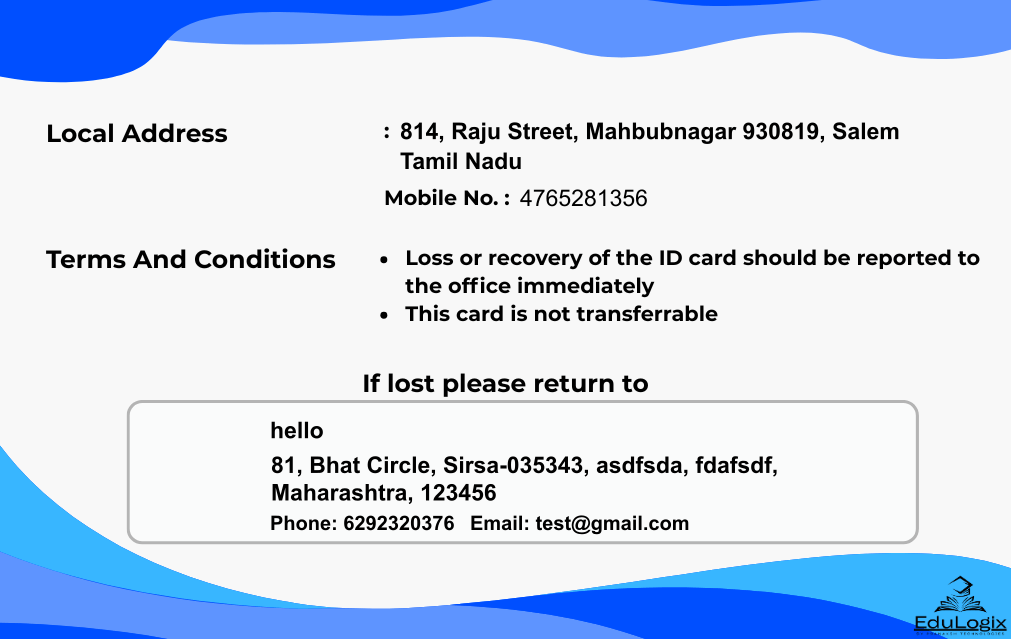 Local Address : 814, Raju Street, Mahbubnagar 930819, Salem
Tamil Nadu
Mobile No. : 4765281356
Terms And Conditions • Loss or recovery of the ID card should be reported to
the office immediately
• This card is not transferrable
If lost please return to
hello
81, Bhat Circle, Sirsa-035343, asdfsda, fdafsdf,
Maharashtra, 123456
Phone: 6292320376 Email: test@gmail.com
EduLogix